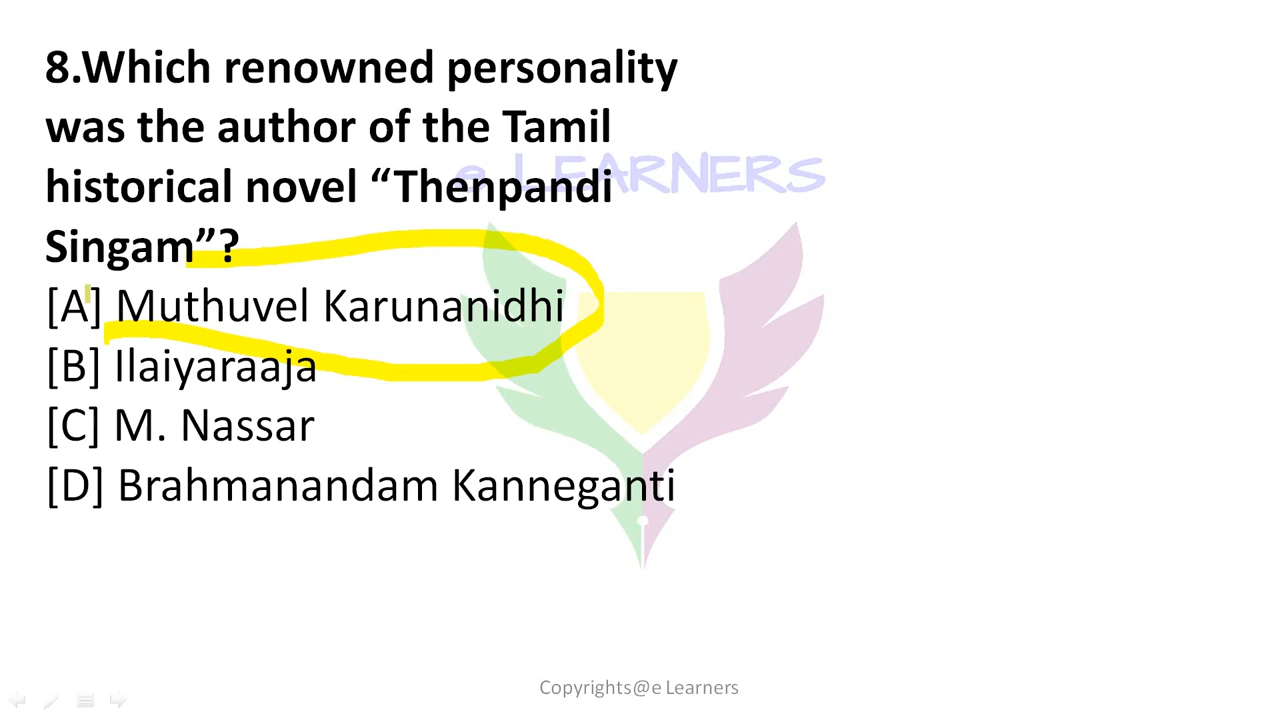 8.Which renowned personality
was the author of the Tamil
e LEARNERS
historical novel “Thenpandi
Singam”?
[A] Muthuvel Karunanidhi
[B] Ilaiyaraaja
[C] M. Nassar
[D] Brahmanandam Kanneganti
Copyrights@e Learners